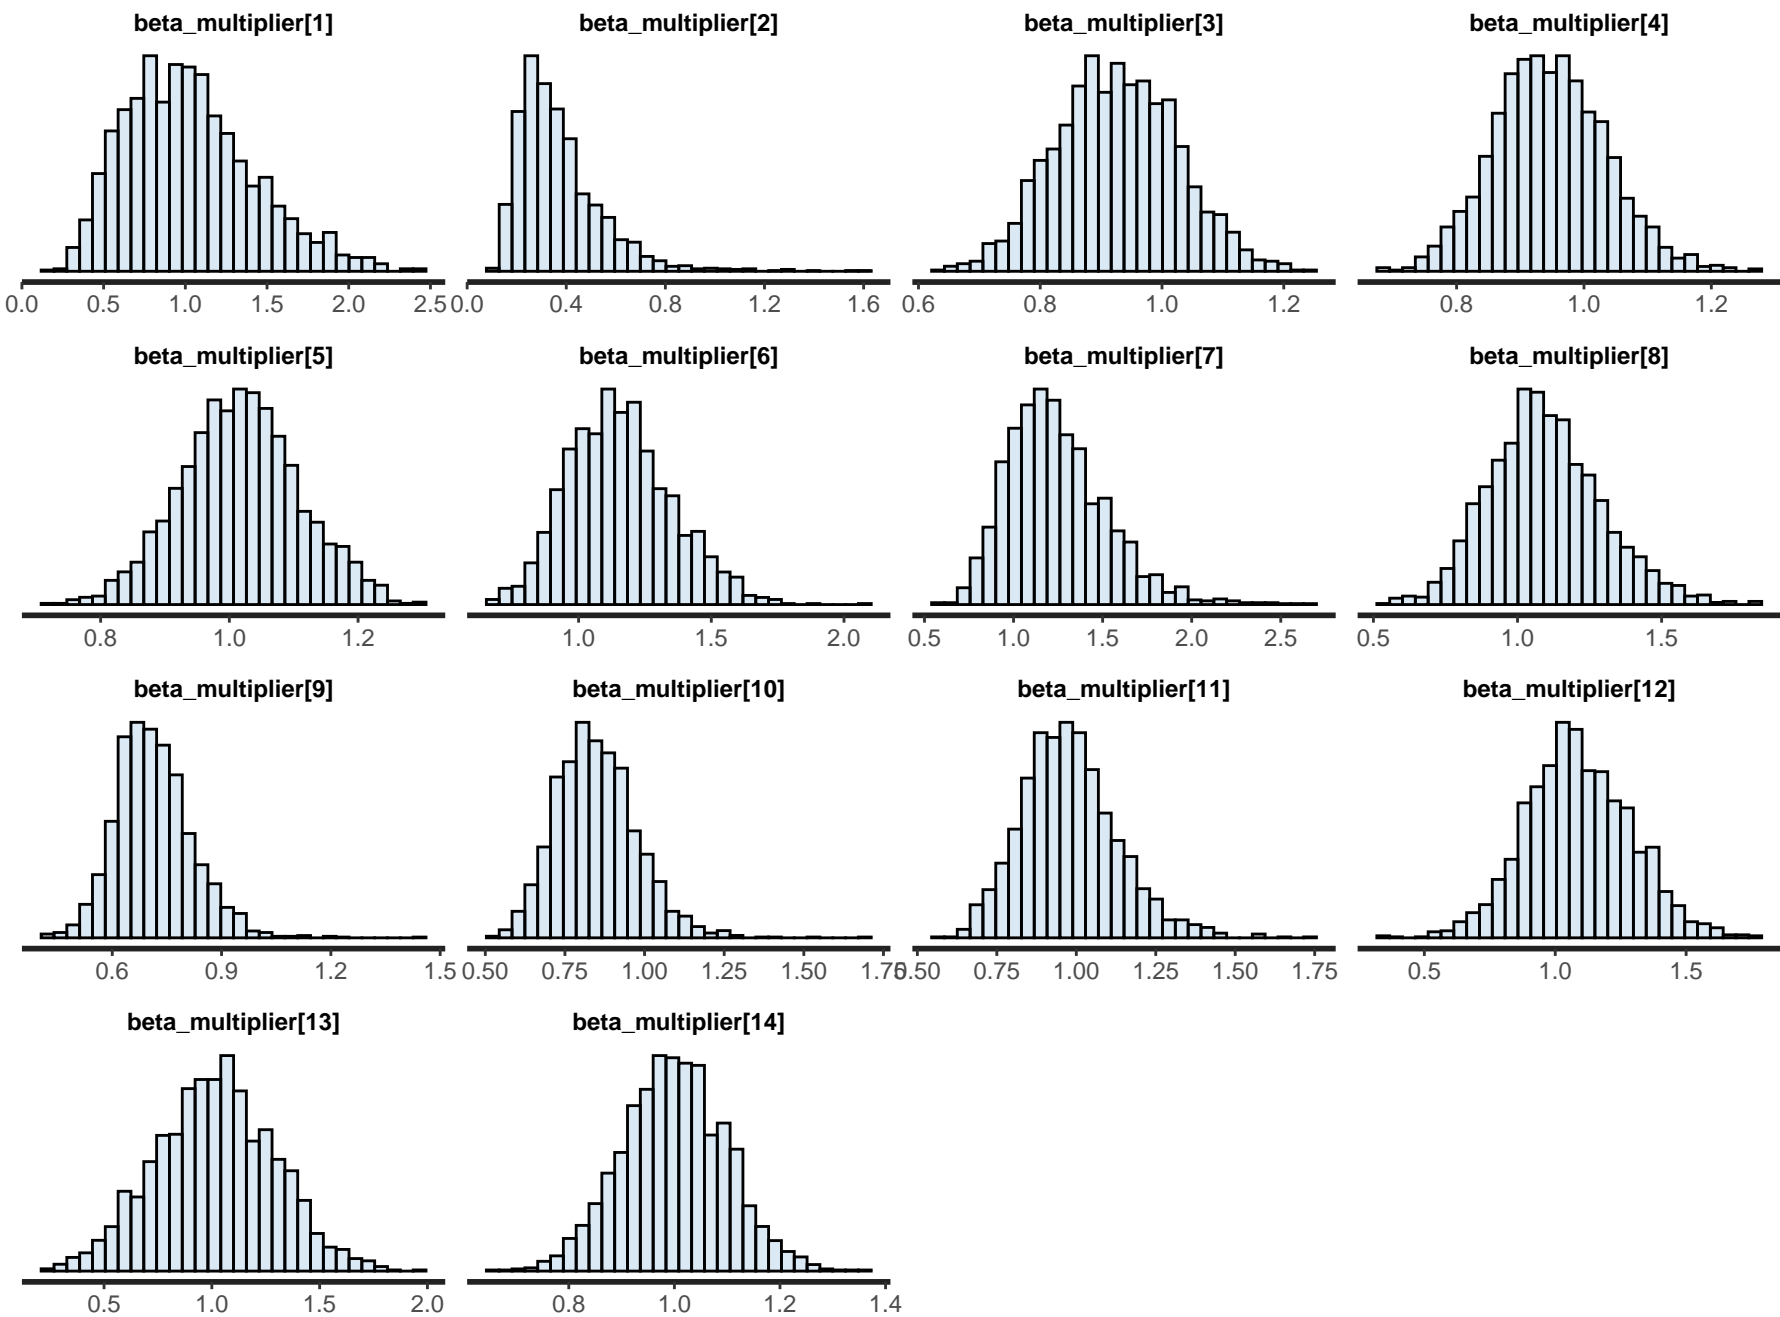 beta_multiplier[1] beta_multiplier[2] beta_multiplier[3] beta_multiplier[4]
0.0 0.5 1.0 1.5 2.0 2.5 0.0 0.4 0.8 1.2 1.6 0.6 0.8 1.0 1.2 0.8 1.0 1.2
beta_multiplier[5] beta_multiplier[6] beta_multiplier[7] beta_multiplier[8]
0.8 1.0 1.2 1.0 1.5 2.0 0.5 1.0 1.5 2.0 2.5 0.5 1.0 1.5
beta_multiplier[9] beta_multiplier[10] beta_multiplier[11] beta_multiplier[12]
0.6 0.9 1.2 1.5 0.50 0.75 1.00 1.25 1.50 1.75 0.50 0.75 1.00 1.25 1.50 1.75 0.5 1.0 1.5
beta_multiplier[13] beta_multiplier[14]
0.5 1.0 1.5 2.0 0.8 1.0 1.2 1.4